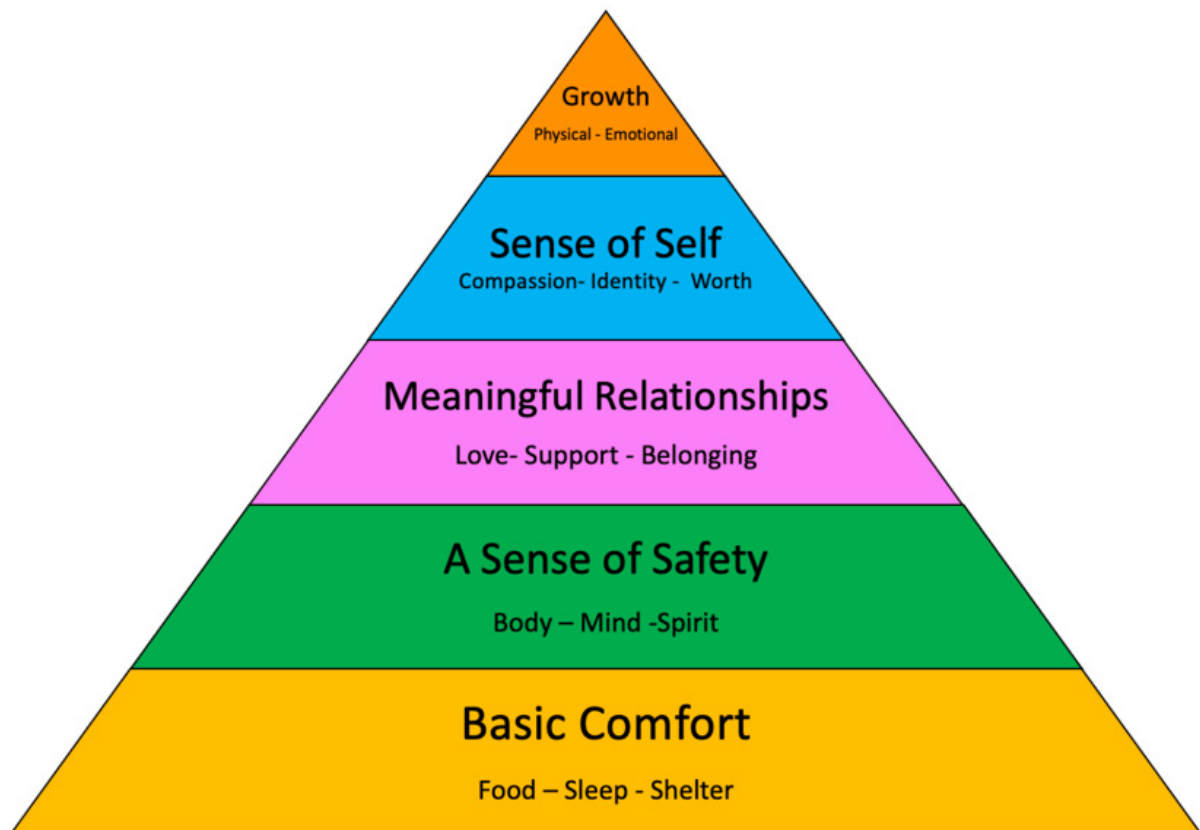 Growth
Physical - Emotional
Sense of Self
Compassion- Identity -  Worth
Meaningful Relationships
Love- Support - Belonging
A Sense of Safety
Body – Mind -Spirit
Basic Comfort
Food – Sleep - Shelter